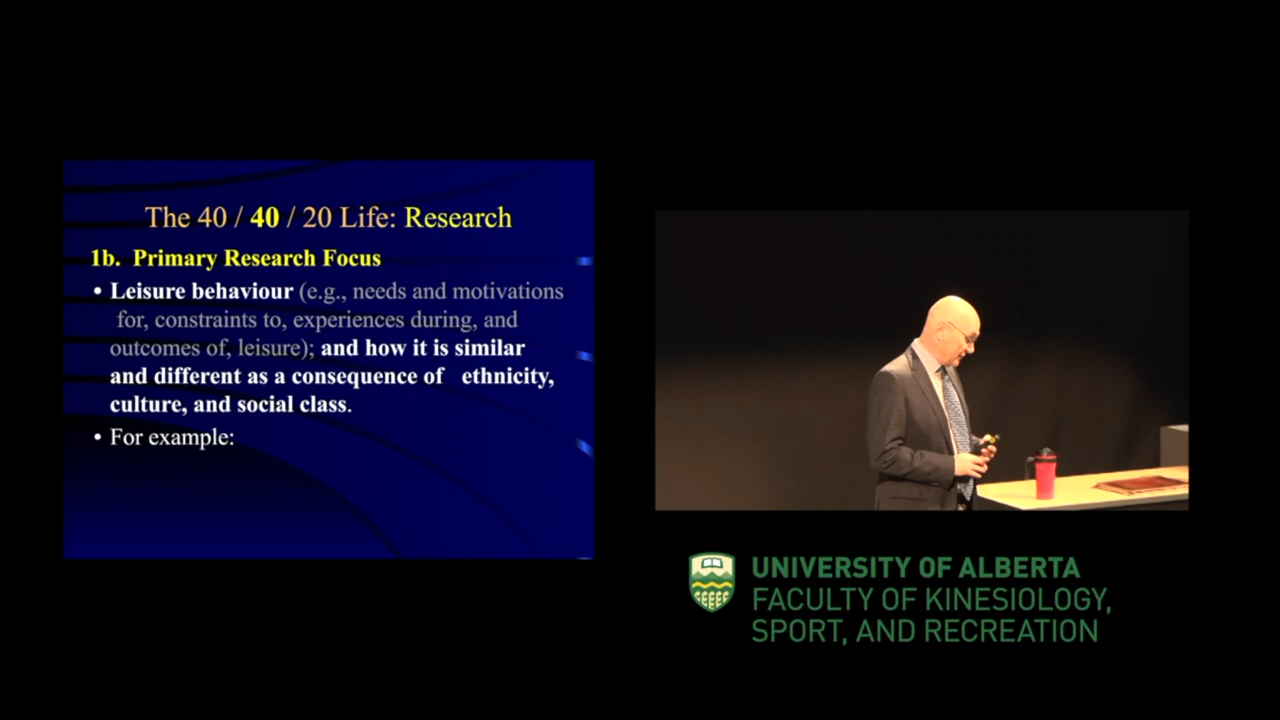 The 40 / 40 / 20 Life: Research
1b. Primary Research Focus
• Leisure behaviour (e.g., needs and motivations
for, constraints to, experiences during, and
outcomes of, leisure); and how it is similar
and different as a consequence of ethnicity,
culture, and social class.
• For example:
UNIVERSITY OF ALBERTA
FACULTY OF KINESIOLOGY,
SPORT, AND RECREATION